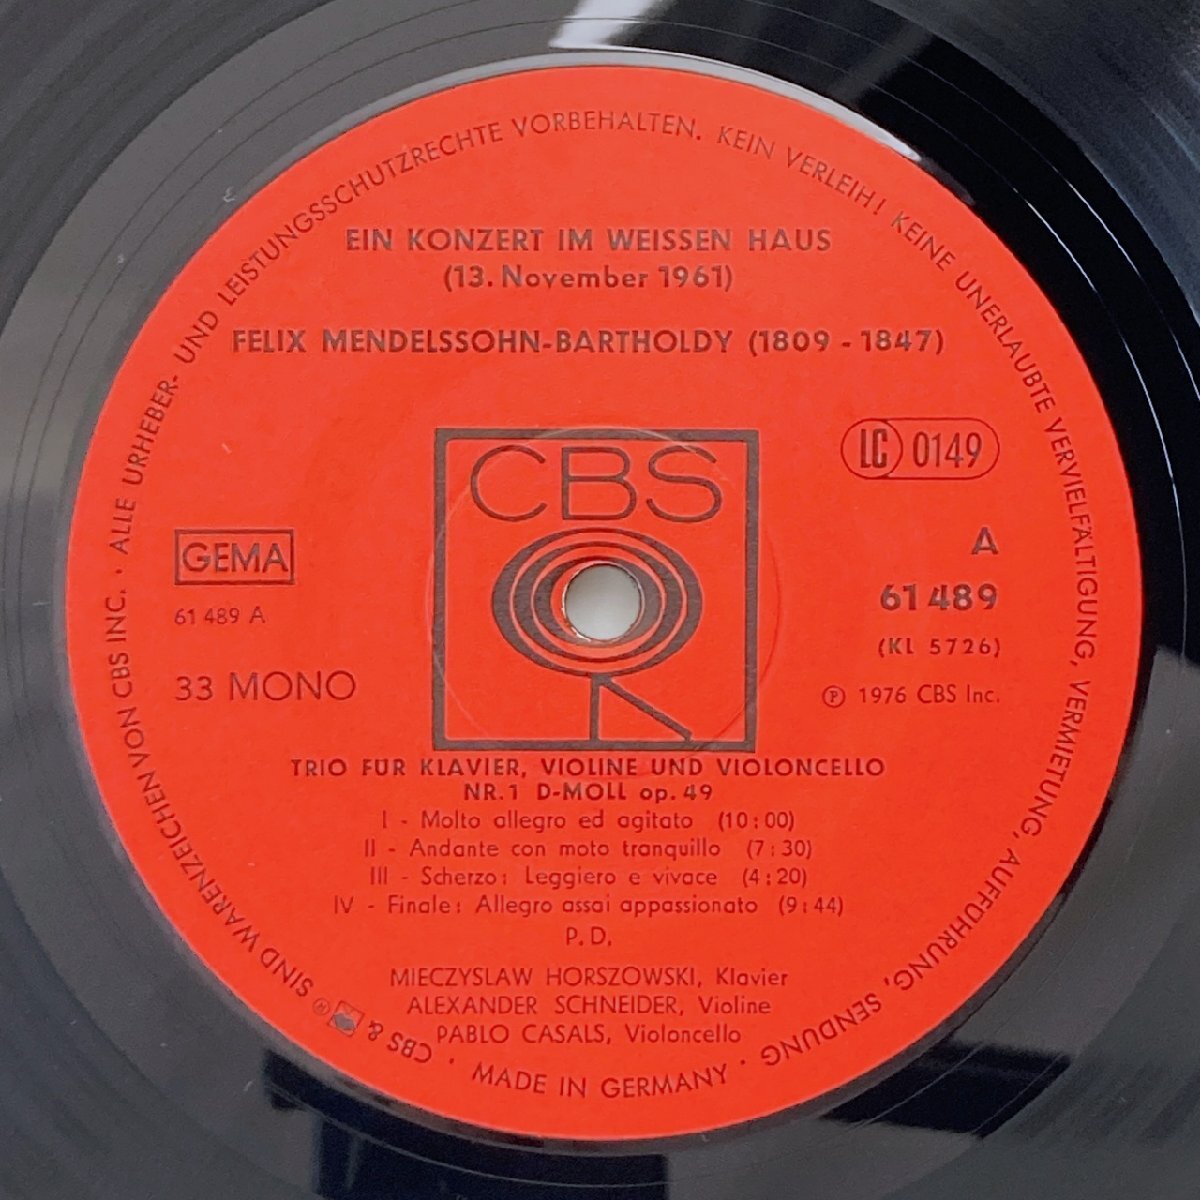 EIN KONZERT IM WEISSEN HAUS
(13. November 1961)
FELIX MENDELSSOHN-BARTHOLDY (1809 - 1847)
CBS
LC 0149
GEMA
61 489 A
33 MONO
A
61 489
(KL 5726)
℗ 1976 CBS Inc.
TRIO FÜR KLAVIER, VIOLINE UND VIOLONCELLO
NR. 1 D-MOLL op. 49
I - Molto allegro ed agitato (10:00)
II - Andante con moto tranquillo (7:30)
III - Scherzo: Leggiero e vivace (4:20)
IV - Finale: Allegro assai appassionato (9:44)
P.D.
MIECZYSLAW HORSZOWSKI, Klavier
ALEXANDER SCHNEIDER, Violine
PABLO CASALS, Violoncello
CBS & ® SIND WARENZEICHEN VON CBS INC. · ALLE URHEBER- UND LEISTUNGSSCHUTZRECHTE VORBEHALTEN. KEIN VERLEIH! KEINE UNERLAUBTE VERVIELFÄLTIGUNG, VERMIETUNG, AUFFÜHRUNG, SENDUNG · MADE IN GERMANY ·